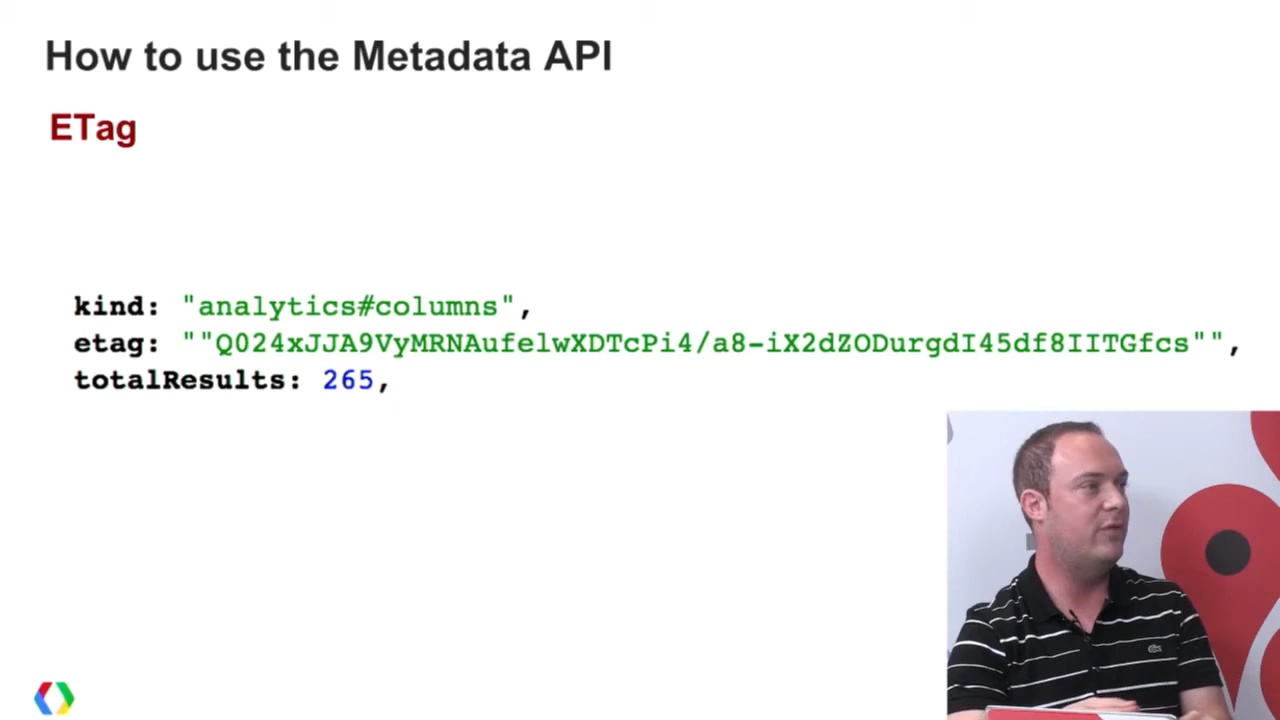 How to use the Metadata API
ETag
kind: "analytics#columns",
etag: ""Q024xJJA9VyMRNAufelwXDTcPi4/a8-iX2dZODurgdI45df8IITGfcs"",
totalResults: 265,